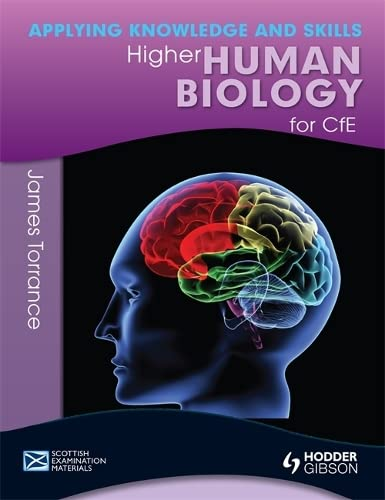 APPLYING KNOWLEDGE AND SKILLS
Higher HUMAN
BIOLOGY
for CfE
James Torrance
SCOTTISH
EXAMINATION
MATERIALS
HODDER
GIBSON